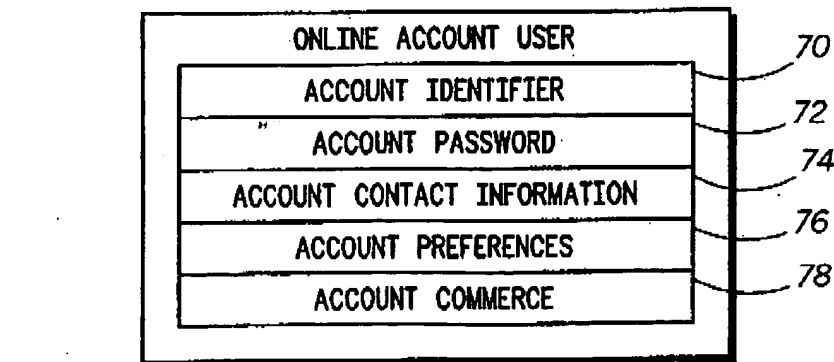 ONLINE ACCOUNT USER
ACCOUNT IDENTIFIER 70
ACCOUNT PASSWORD 72
ACCOUNT CONTACT INFORMATION 74
ACCOUNT PREFERENCES 76
ACCOUNT COMMERCE 78